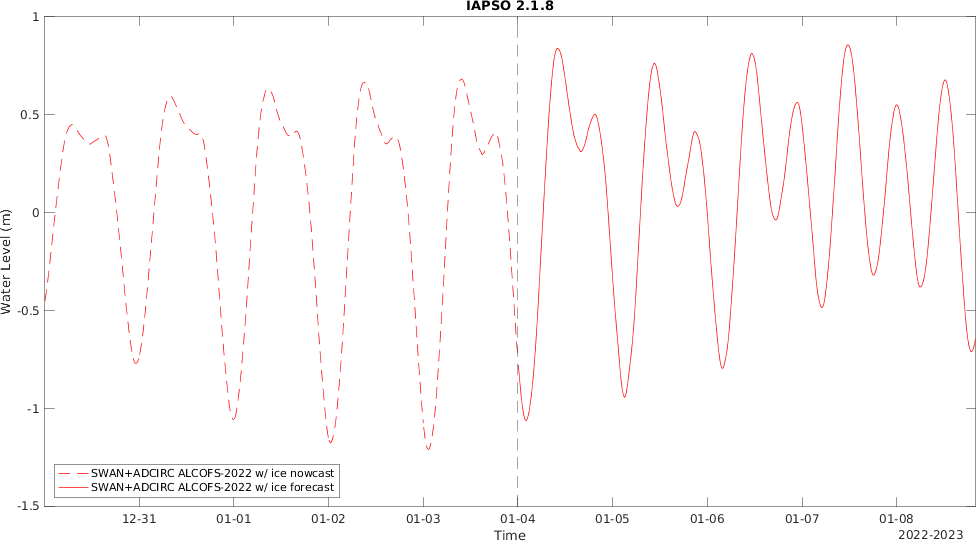 IAPSO 2.1.8
Water Level (m)
1
0.5
0
-0.5
-1
-1.5
SWAN+ADCIRC ALCOFS-2022 w/ ice nowcast
SWAN+ADCIRC ALCOFS-2022 w/ ice forecast
12-31 01-01 01-02 01-03 01-04 01-05 01-06 01-07 01-08
Time
2022-2023